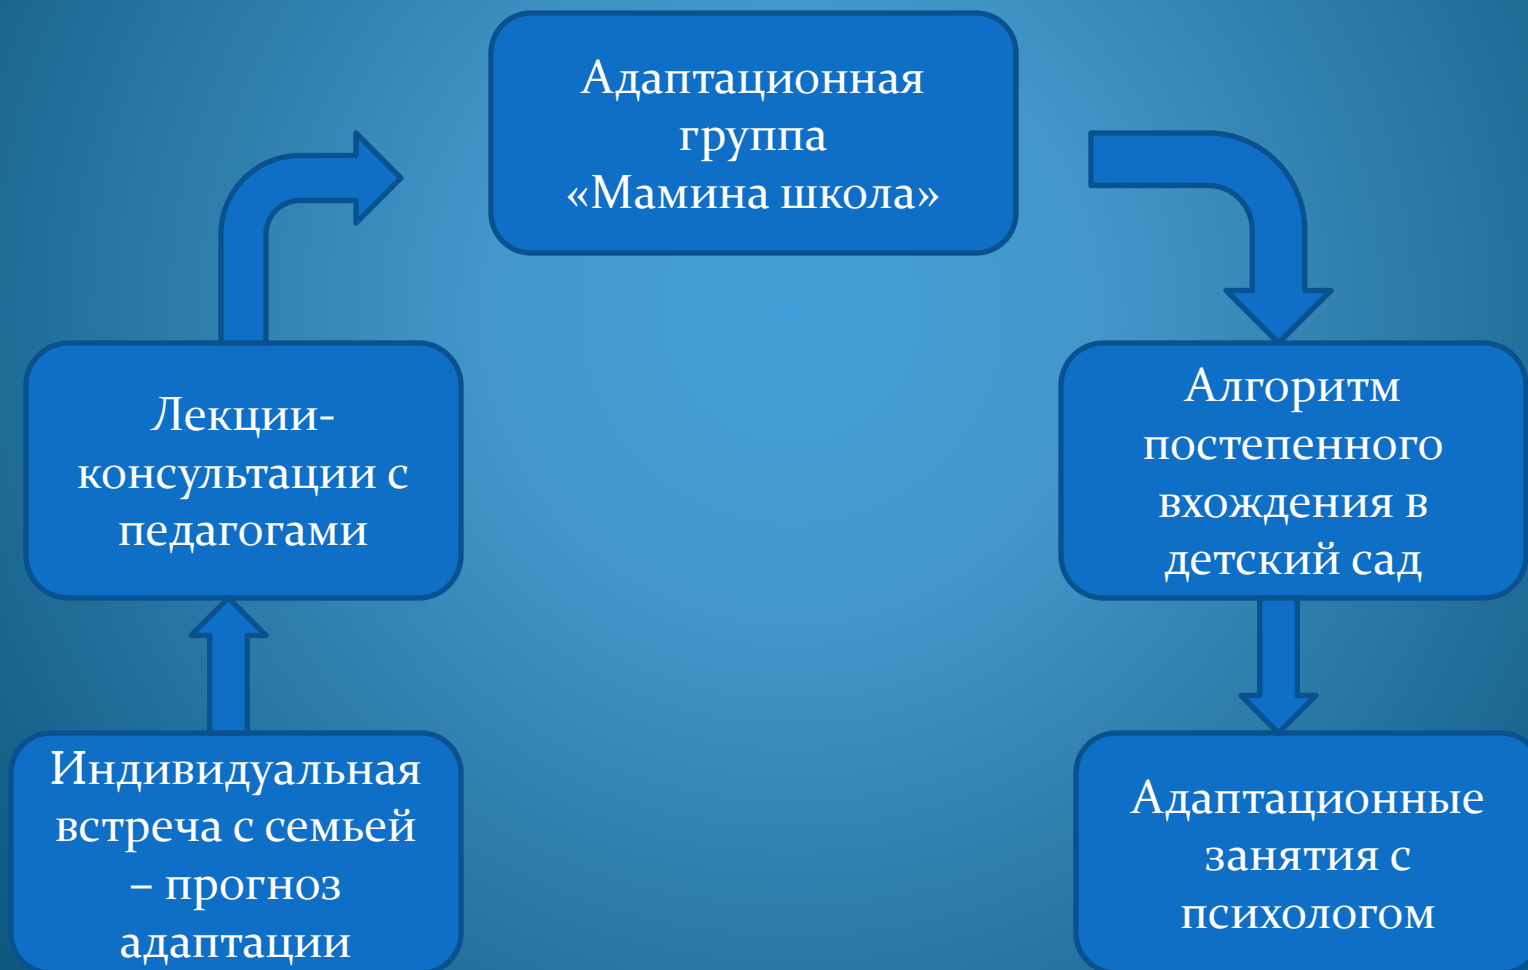 Адаптационная
группа
«Мамина школа»
Лекции-
консультации с
педагогами
Алгоритм
постепенного
вхождения в
детский сад
Индивидуальная
встреча с семьей
– прогноз
адаптации
Адаптационные
занятия с
психологом